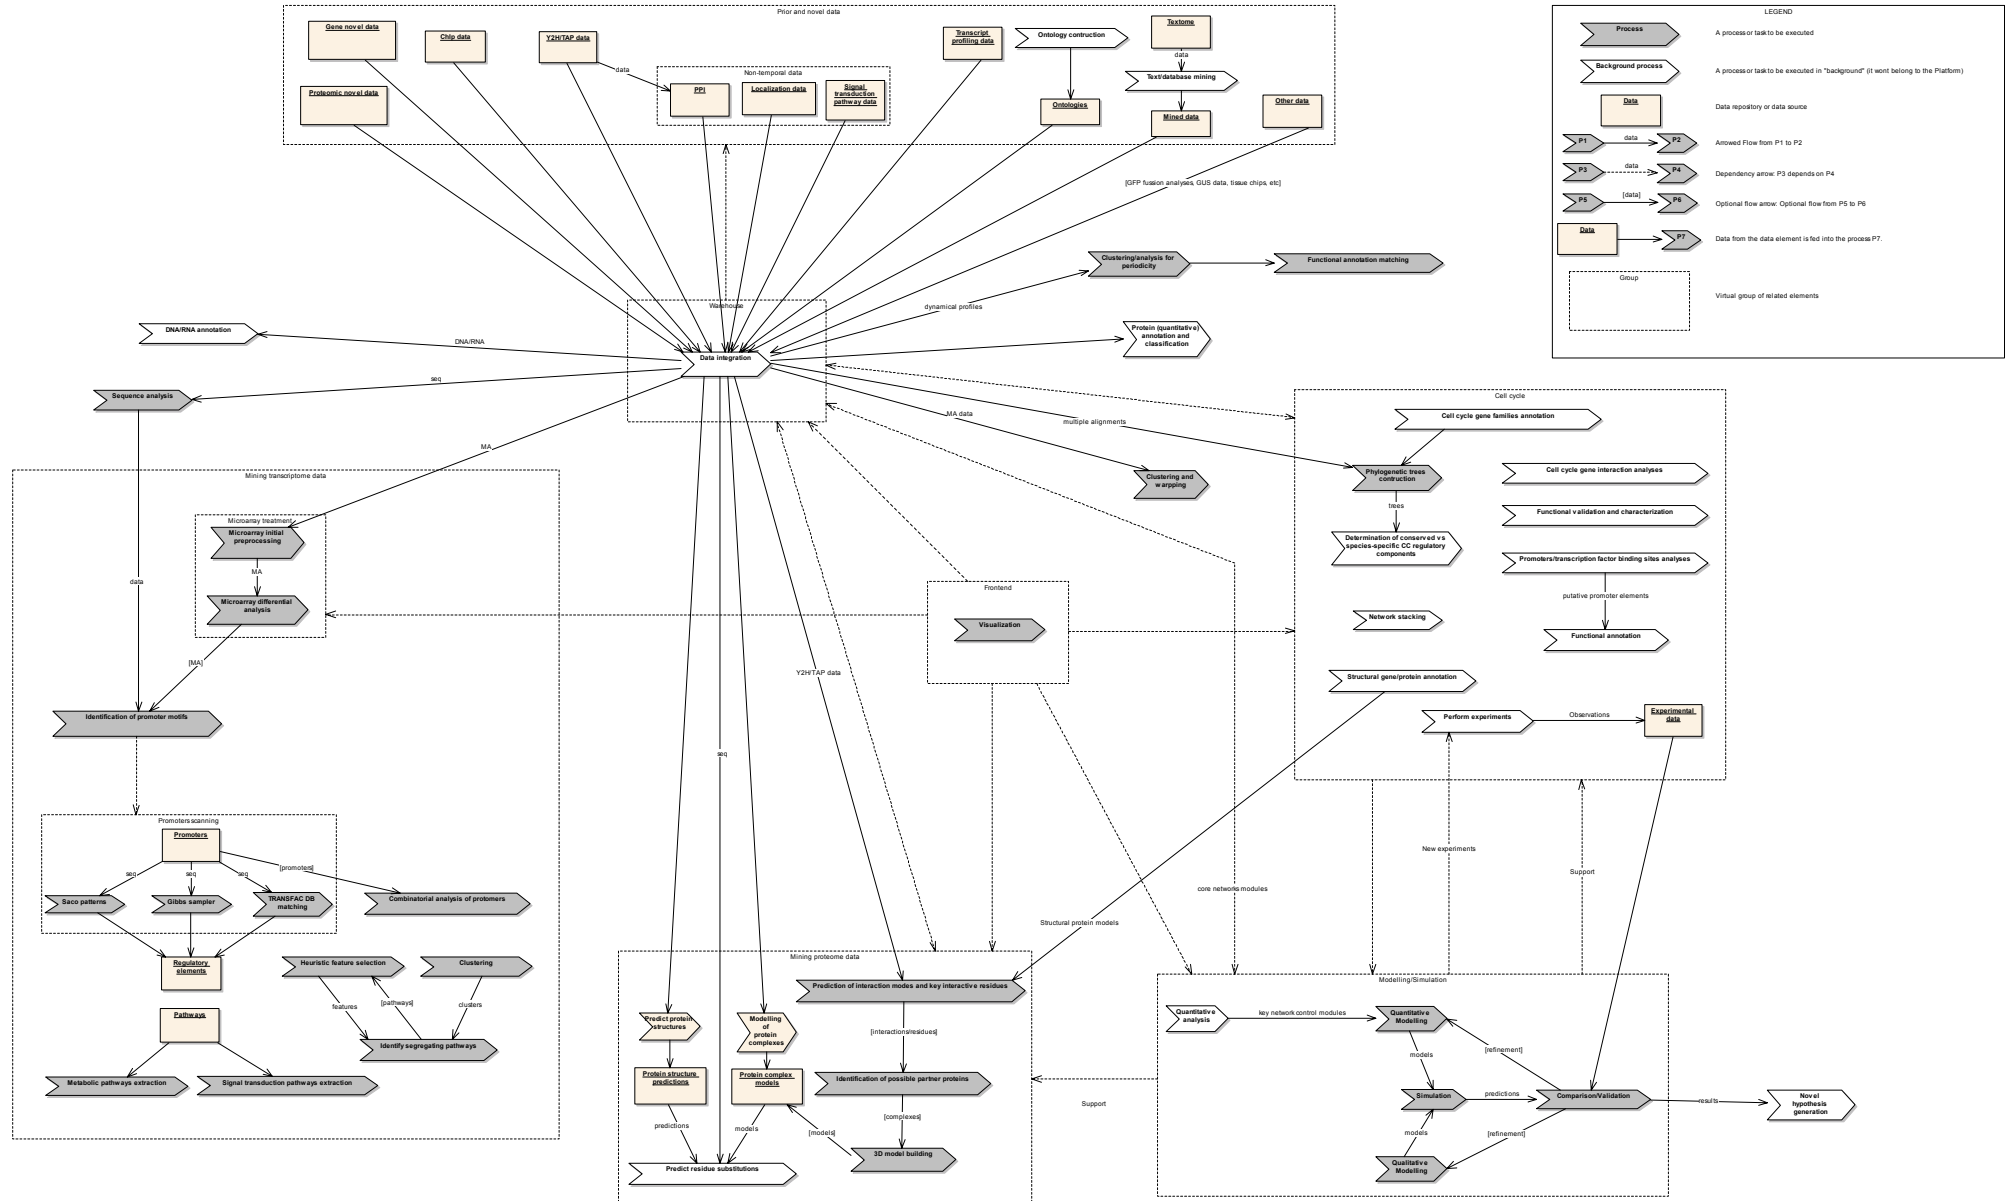 Prior and novel data
Gene novel data
ChIp data
Y2H/TAP data
data
Non-temporal data
PPI
Localization data
Signal
transduction
pathway data
Proteomic novel data
Transcript
profiling data
Ontology contruction
Ontologies
Textome
data
Text/database mining
Mined data
Other data
[GFP fussion analyses, GUS data, tissue chips, etc]
LEGEND
Process
A process or task to be executed
Background process
A process or task to be executed in "background" (it wont belong to the Platform)
Data
Data repository or data source
P1
data
P2
Arrowed Flow from P1 to P2
P3
data
P4
Dependency arrow: P3 depends on P4
P5
[data]
P6
Optional flow arrow: Optional flow from P5 to P6
Data
P7
Data from the data element is fed into the process P7.
Group
Virtual group of related elements
Warehouse
Data integration
DNA/RNA annotation
DNA/RNA
seq
Sequence analysis
MA
data
dynamical profiles
Clustering/analysis for
periodicity
Functional annotation matching
Protein (quantitative)
annotation and
classification
MA data
multiple alignments
Clustering and
warpping
Cell cycle
Cell cycle gene families annotation
Phylogenetic trees
contruction
trees
Determination of conserved vs
species-specific CC regulatory
components
Cell cycle gene interaction analyses
Functional validation and characterization
Promoters/transcription factor binding sites analyses
putative promoter elements
Functional annotation
Network stacking
Structural gene/protein annotation
Perform experiments
Observations
Experimental
data
Mining transcriptome data
Microarray treatment
Microarray initial
preprocessing
MA
Microarray differential
analysis
[MA]
Identification of promoter motifs
Promoters scanning
Promoters
seq
seq
seq
[promoters]
Saco patterns
Gibbs sampler
TRANSFAC DB
matching
Combinatorial analysis of protomers
Regulatory
elements
Heuristic feature selection
Clustering
features
[pathways]
clusters
Identify segregating pathways
Pathways
Metabolic pathways extraction
Signal transduction pathways extraction
Frontend
Visualization
Y2H/TAP data
seq
core networks modules
Structural protein models
New experiments
Support
Mining proteome data
Prediction of interaction modes and key interactive residues
Predict protein
structures
Modelling
of
protein
complexes
[interactions/residues]
Protein structure
predictions
Protein complex
models
Identification of possible partner proteins
predictions
models
[models]
[complexes]
3D model building
Predict residue substitutions
Support
Modelling/Simulation
Quantitative
analysis
key network control modules
Quantitative
Modelling
models
[refinement]
Simulation
predictions
Comparison/Validation
models
[refinement]
Qualitative
Modelling
results
Novel
hypothesis
generation